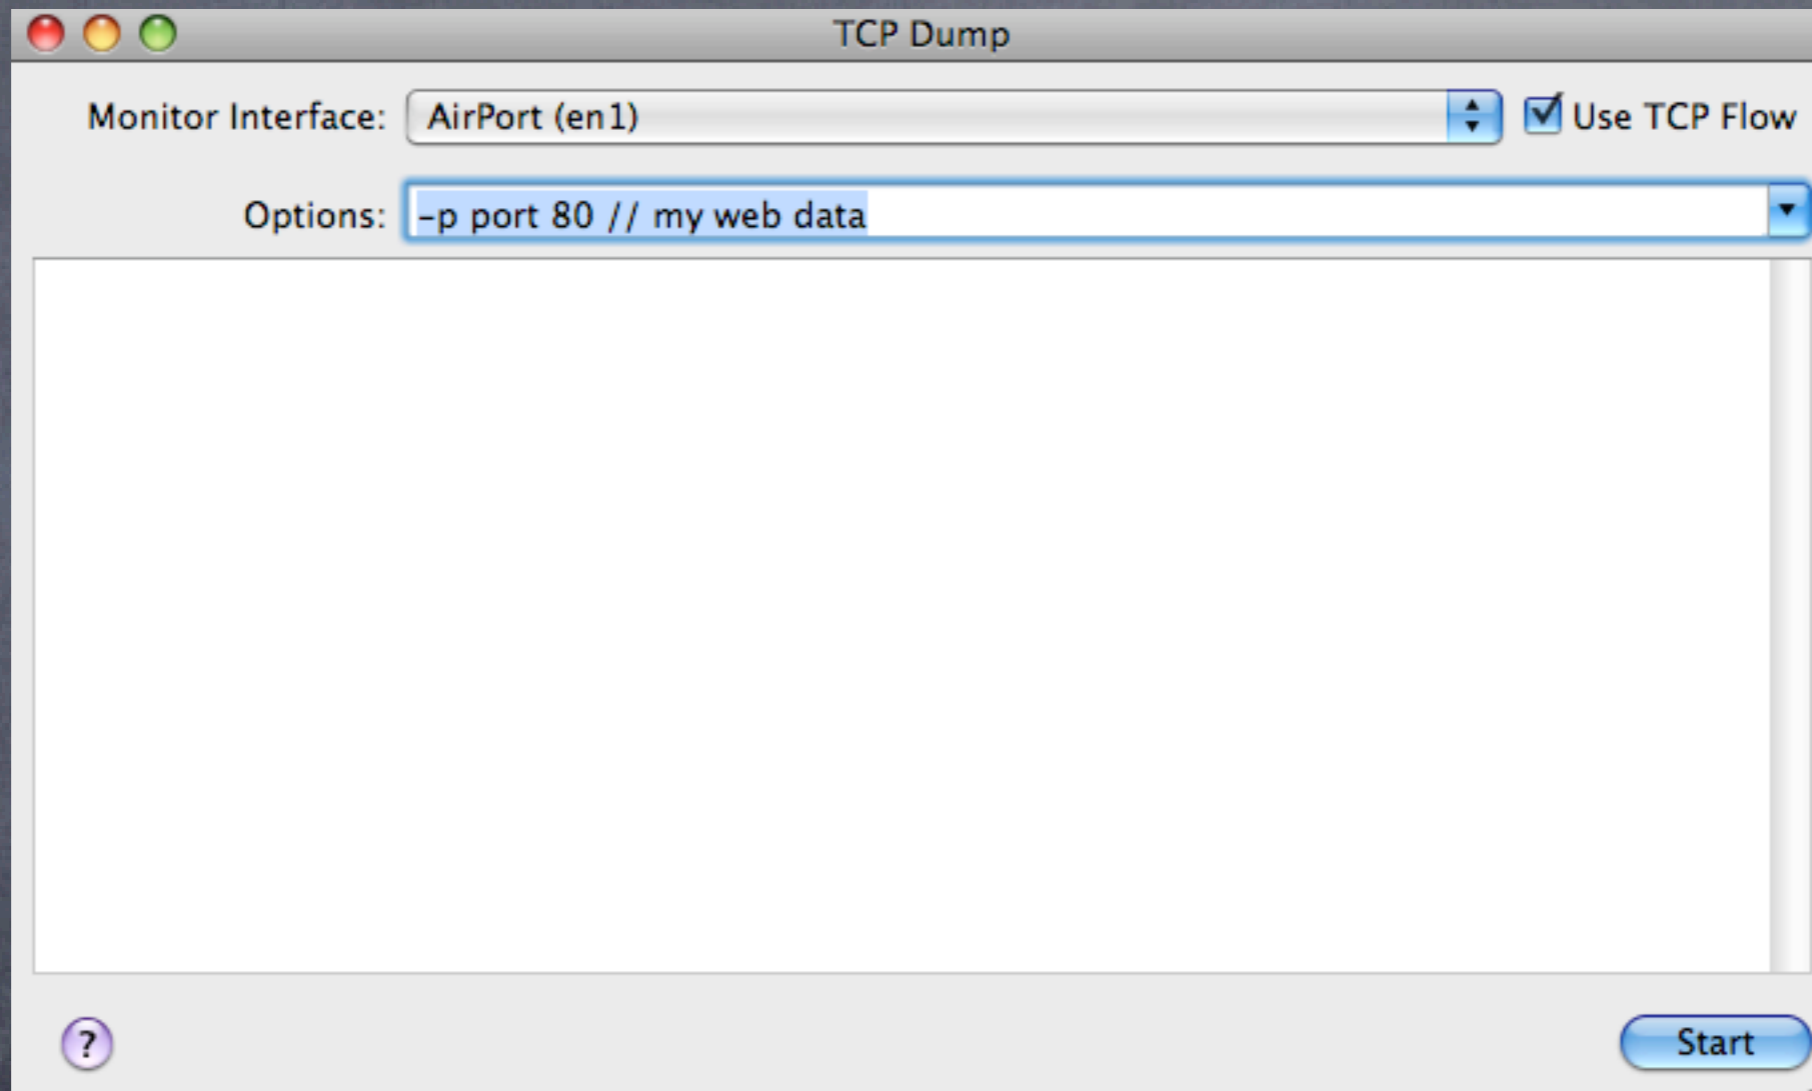 TCP Dump
Monitor Interface: AirPort (en1) Use TCP Flow
Options: -p port 80 // my web data
?
Start